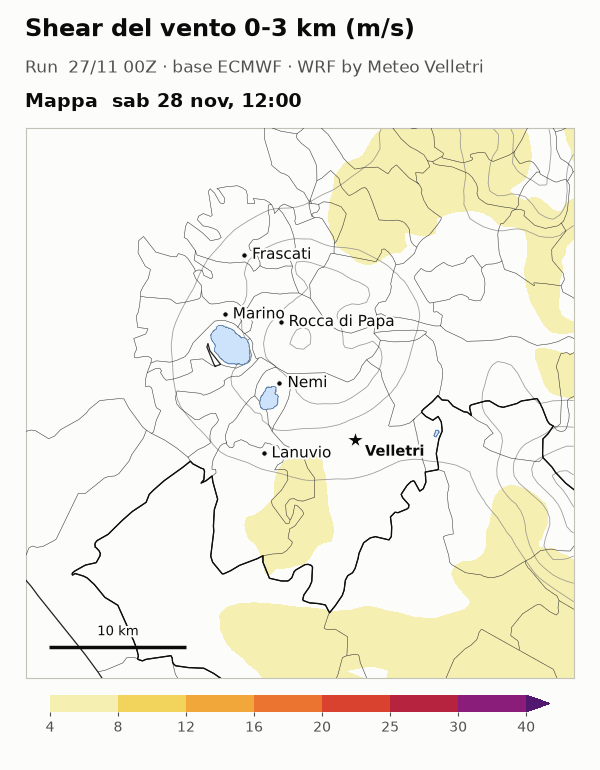 Shear del vento 0-3 km (m/s)
Run  27/11 00Z · base ECMWF · WRF by Meteo Velletri
Mappa  sab 28 nov, 12:00
Frascati
Marino
Rocca di Papa
Nemi
Lanuvio
Velletri
10 km
4 8 12 16 20 25 30 40